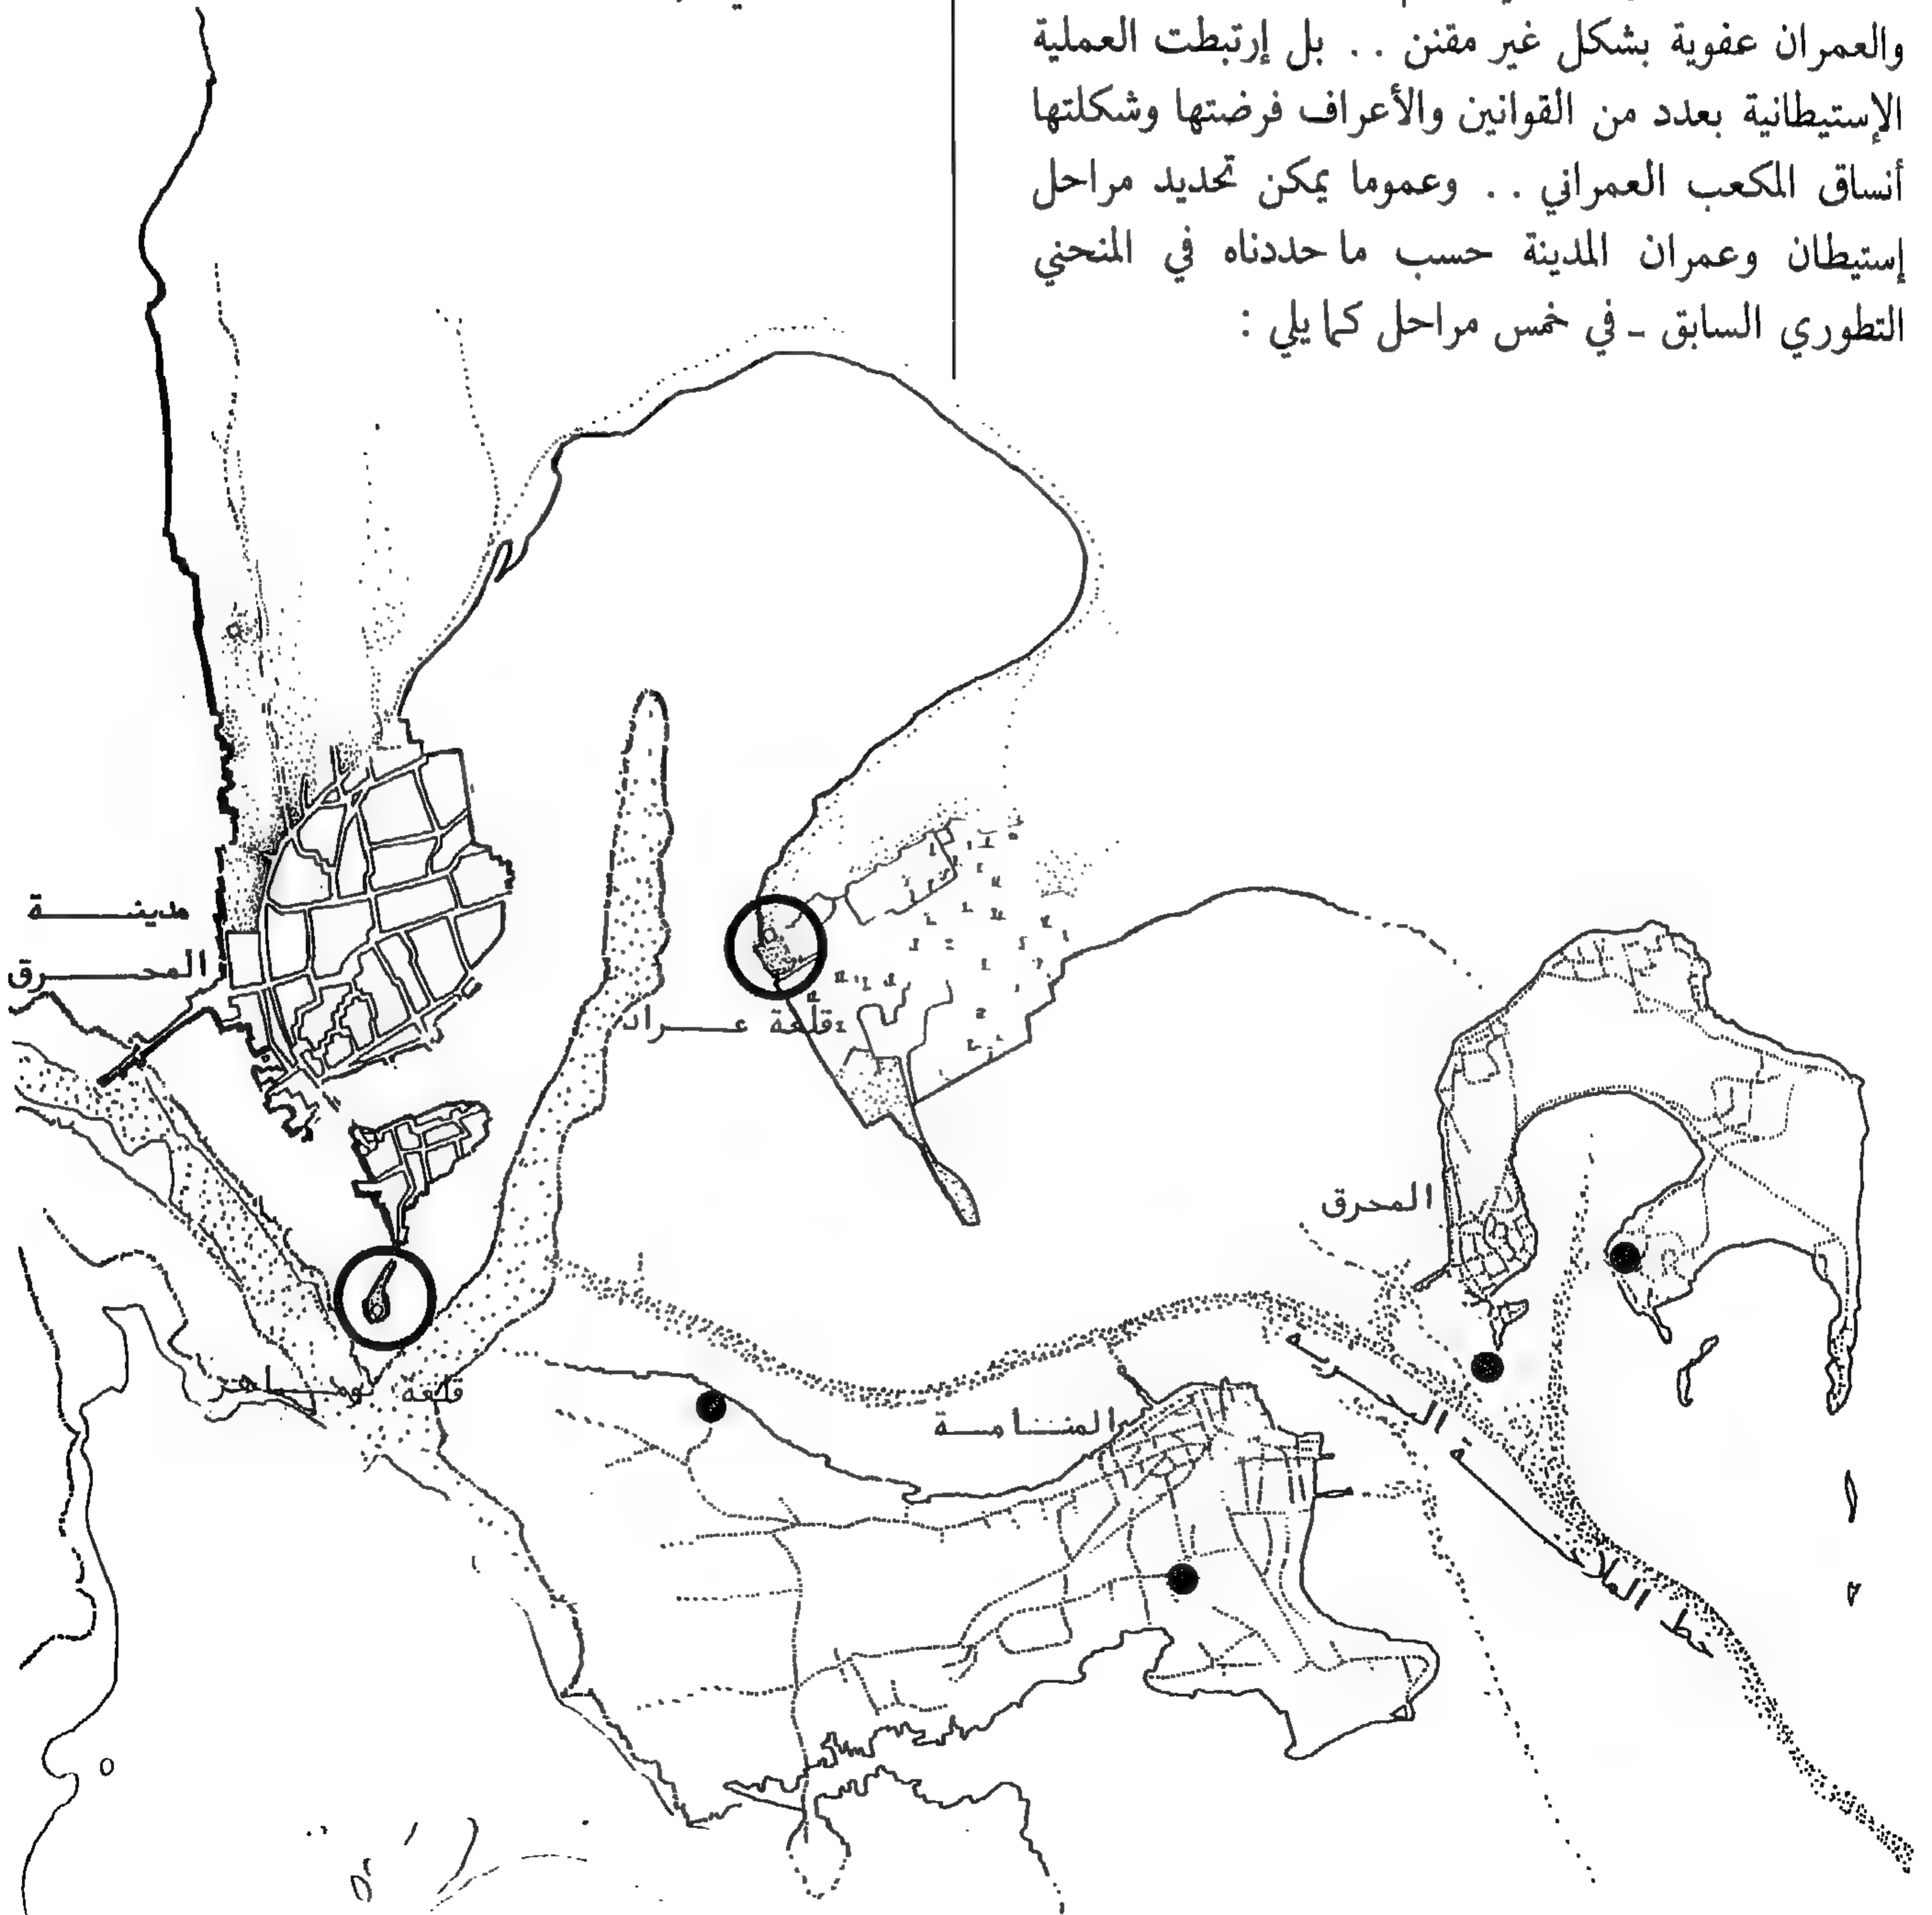 والعمران عفوية بشكل غير مقنن . . بل إرتبطت العملية
الإستيطانية بعدد من القوانين والأعراف فرضتها وشكلتها
أنساق المكعب العمراني . . وعموما يمكن تحديد مراحل
إستيطان وعمران المدينة حسب ما حددناه في المنحني
التطوري السابق ـ في خمس مراحل كما يلي :
مدينة
المحرق
قلعة عراد
المحرق
قلعة بوماهر
المنامة
خط الملاحة البحرية